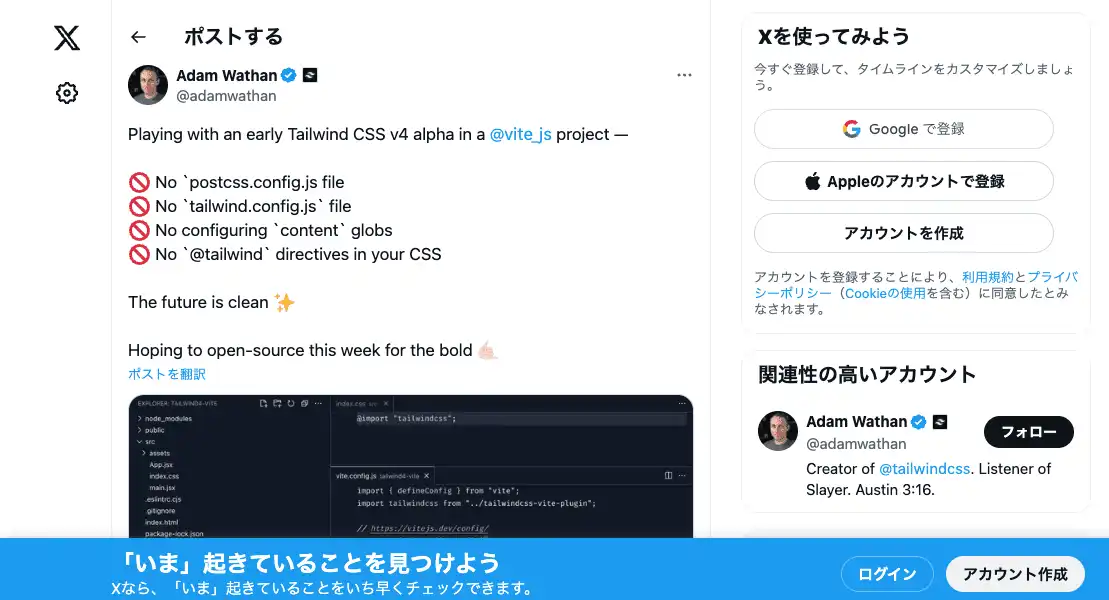 ポストする
Adam Wathan
@adamwathan
Playing with an early Tailwind CSS v4 alpha in a @vite_js project —
🚫 No `postcss.config.js file
🚫 No `tailwind.config.js` file
🚫 No configuring `content` globs
🚫 No `@tailwind` directives in your CSS
The future is clean ✨
Hoping to open-source this week for the bold 🤙🏻
ポストを翻訳
EXPLORER: TAILWIND4-VITE
node_modules
public
src
assets
App.jsx
index.css
main.jsx
.eslintrc.cjs
.gitignore
index.html
package-lock.json
index.css src
@import "tailwindcss";
vite.config.js tailwind4-vite
import { defineConfig } from "vite";
import tailwindcss from "../tailwindcss-vite-plugin";
// https://vitejs.dev/config/
Xを使ってみよう
今すぐ登録して、タイムラインをカスタマイズしましょ
う。
Google で登録
Appleのアカウントで登録
アカウントを作成
アカウントを登録することにより、利用規約とプライバ
シーポリシー（Cookieの使用を含む）に同意したとみ
なされます。
関連性の高いアカウント
Adam Wathan
@adamwathan
フォロー
Creator of @tailwindcss. Listener of
Slayer. Austin 3:16.
「いま」起きていることを見つけよう
Xなら、「いま」起きていることをいち早くチェックできます。
ログイン
アカウント作成